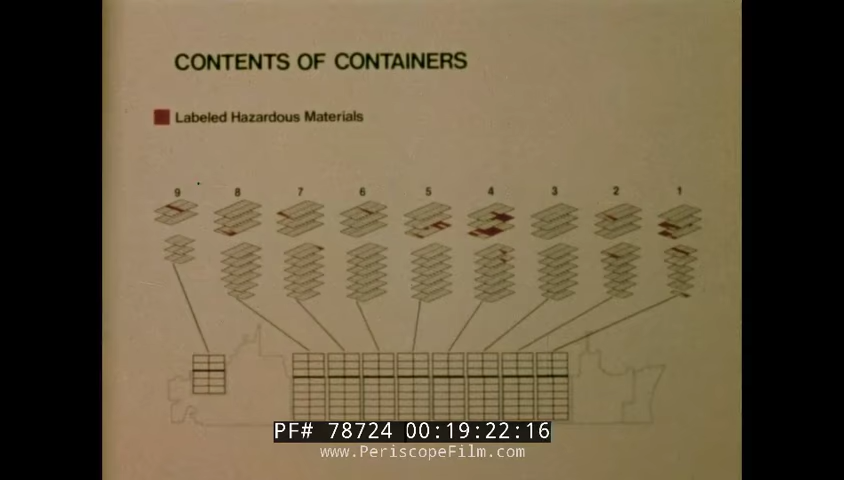 CONTENTS OF CONTAINERS
Labeled Hazardous Materials
9 8 7 6 5 4 3 2 1
PF# 78724 00:19:22:16
www.PeriscopeFilm.com